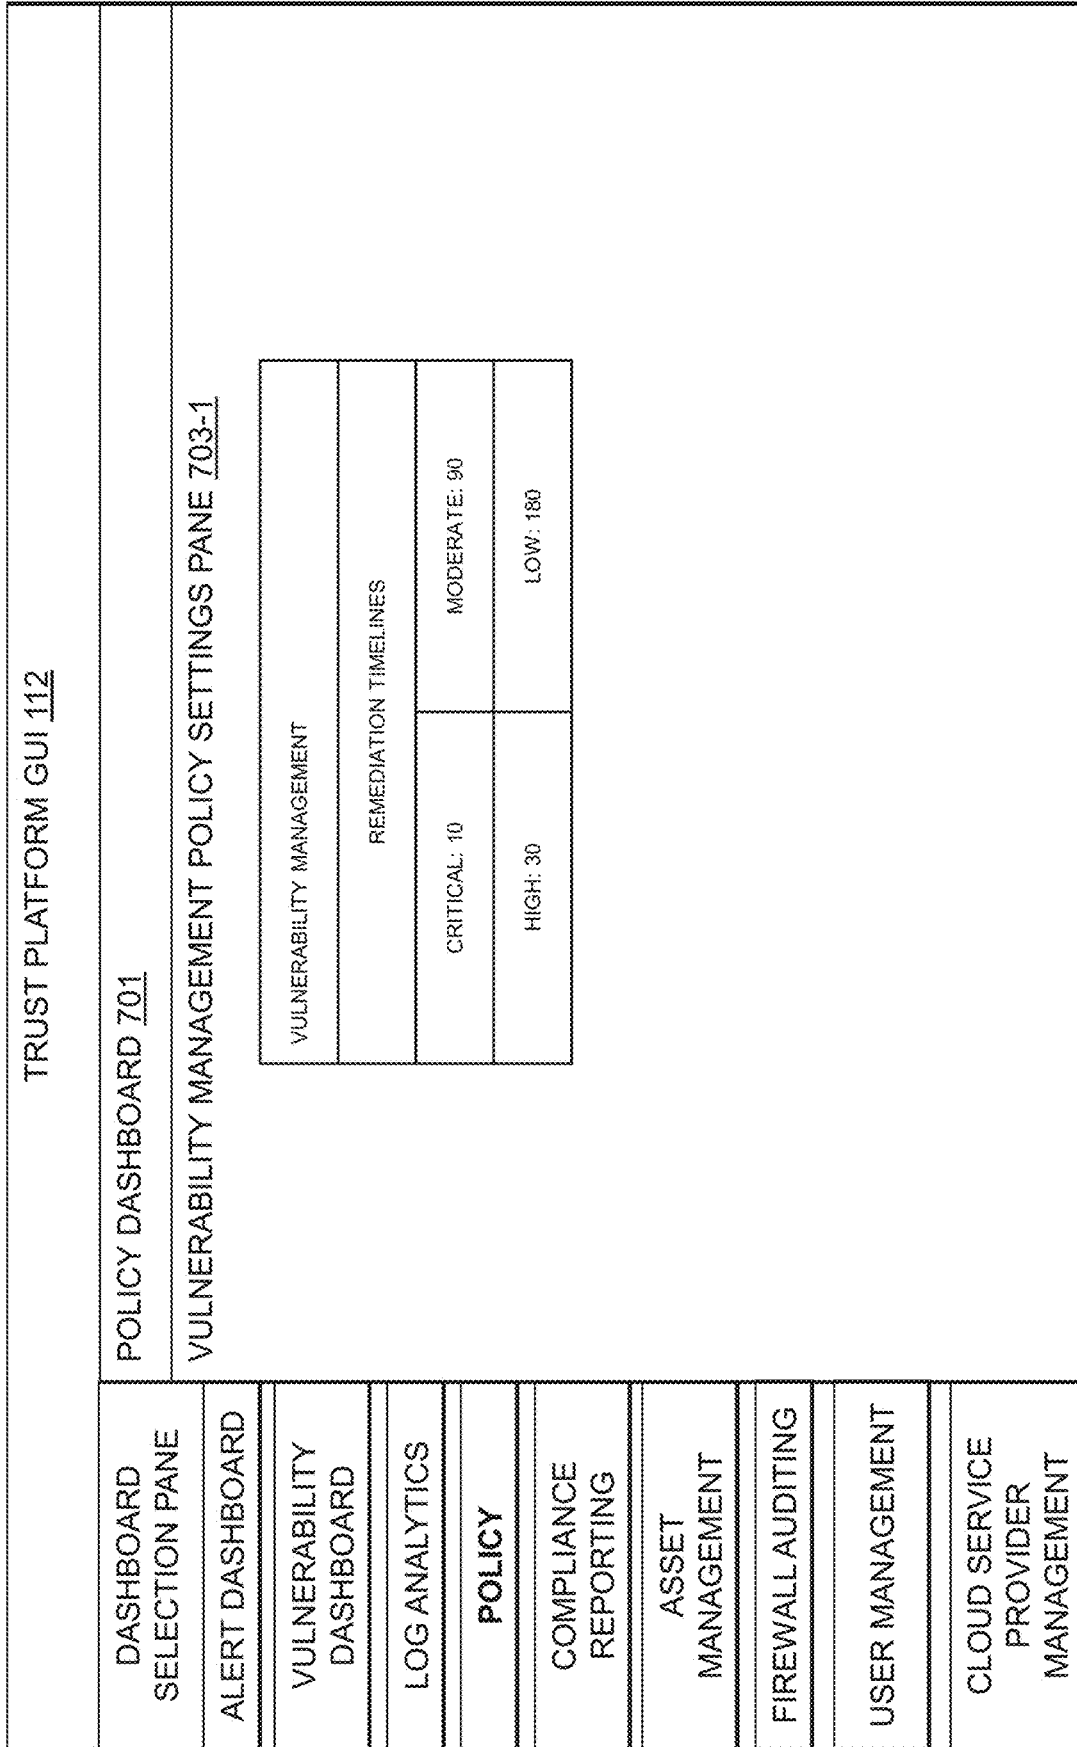 TRUST PLATFORM GUI 112
DASHBOARD
SELECTION PANE
ALERT DASHBOARD
VULNERABILITY
DASHBOARD
LOG ANALYTICS
POLICY
COMPLIANCE
REPORTING
ASSET
MANAGEMENT
FIREWALL AUDITING
USER MANAGEMENT
CLOUD SERVICE
PROVIDER
MANAGEMENT
POLICY DASHBOARD 701
VULNERABILITY MANAGEMENT POLICY SETTINGS PANE 703-1
VULNERABILITY MANAGEMENT
REMEDIATION TIMELINES
CRITICAL: 10
MODERATE: 90
HIGH: 30
LOW: 180